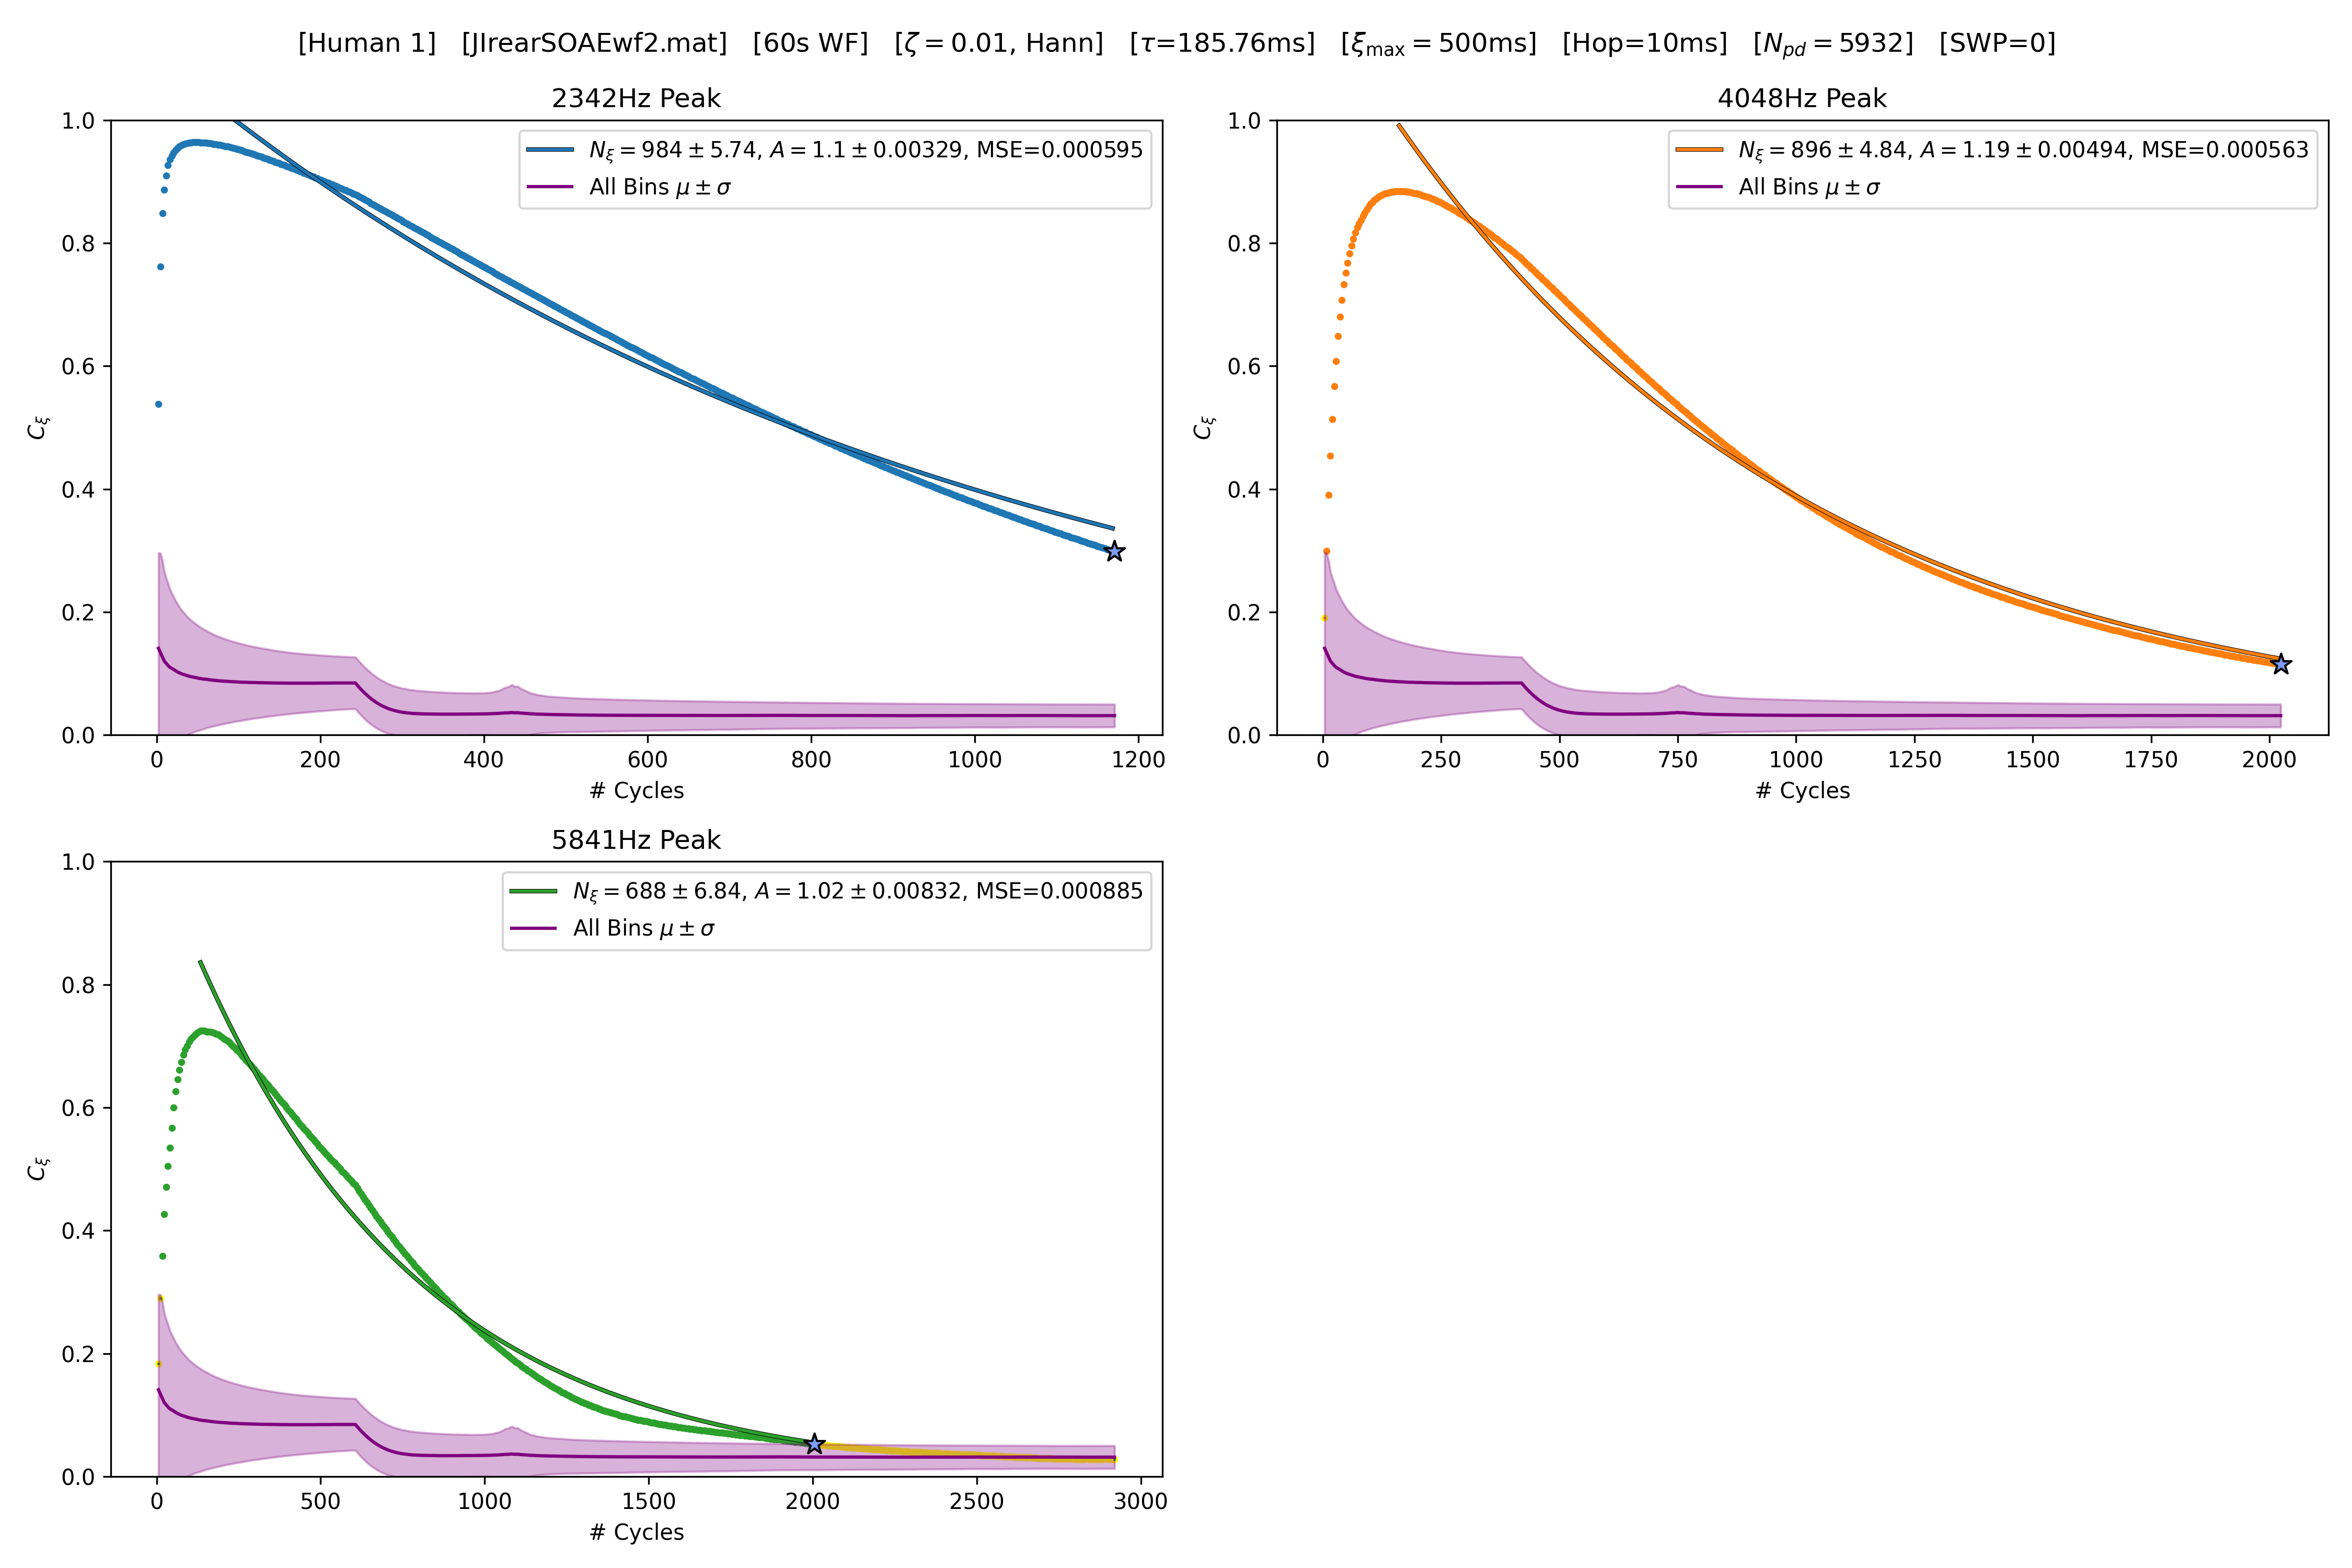 [Human 1] [JIrearSOAEwf2.mat] [60s WF] [ζ = 0.01, Hann] [τ=185.76ms] [ξmax = 500ms] [Hop=10ms] [Npd = 5932] [SWP=0]
2342Hz Peak
Nξ = 984 ± 5.74, A = 1.1 ± 0.00329, MSE=0.000595
All Bins μ ± σ
1.0
0.8
0.6
0.4
0.2
0.0
Cξ
0 200 400 600 800 1000 1200
# Cycles
4048Hz Peak
Nξ = 896 ± 4.84, A = 1.19 ± 0.00494, MSE=0.000563
All Bins μ ± σ
1.0
0.8
0.6
0.4
0.2
0.0
Cξ
0 250 500 750 1000 1250 1500 1750 2000
# Cycles
5841Hz Peak
Nξ = 688 ± 6.84, A = 1.02 ± 0.00832, MSE=0.000885
All Bins μ ± σ
1.0
0.8
0.6
0.4
0.2
0.0
Cξ
0 500 1000 1500 2000 2500 3000
# Cycles